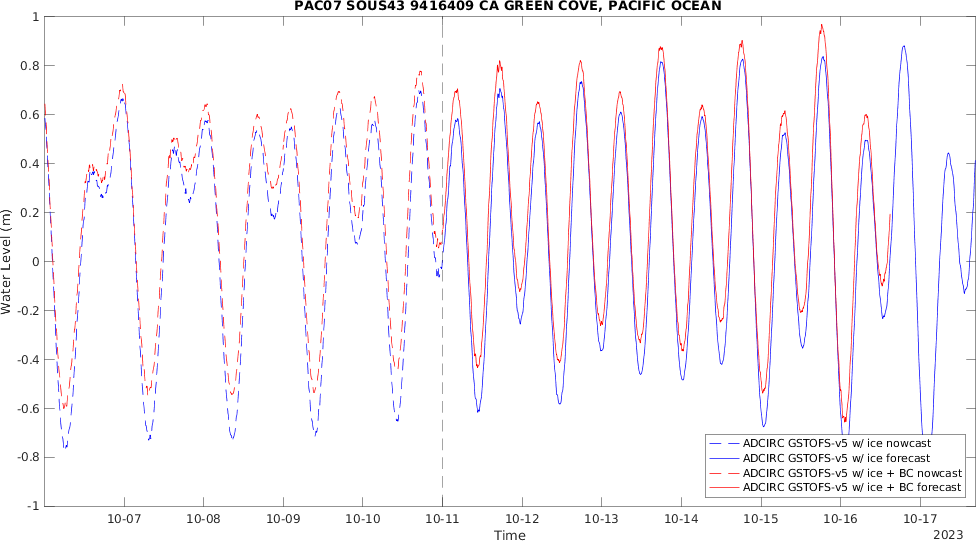 PAC07 SOUS43 9416409 CA GREEN COVE, PACIFIC OCEAN
1
0.8
0.6
0.4
0.2
0
-0.2
-0.4
-0.6
-0.8
-1
Water Level (m)
ADCIRC GSTOFS-v5 w/ ice nowcast
ADCIRC GSTOFS-v5 w/ ice forecast
ADCIRC GSTOFS-v5 w/ ice + BC nowcast
ADCIRC GSTOFS-v5 w/ ice + BC forecast
10-07 10-08 10-09 10-10 10-11 10-12 10-13 10-14 10-15 10-16 10-17
Time
2023